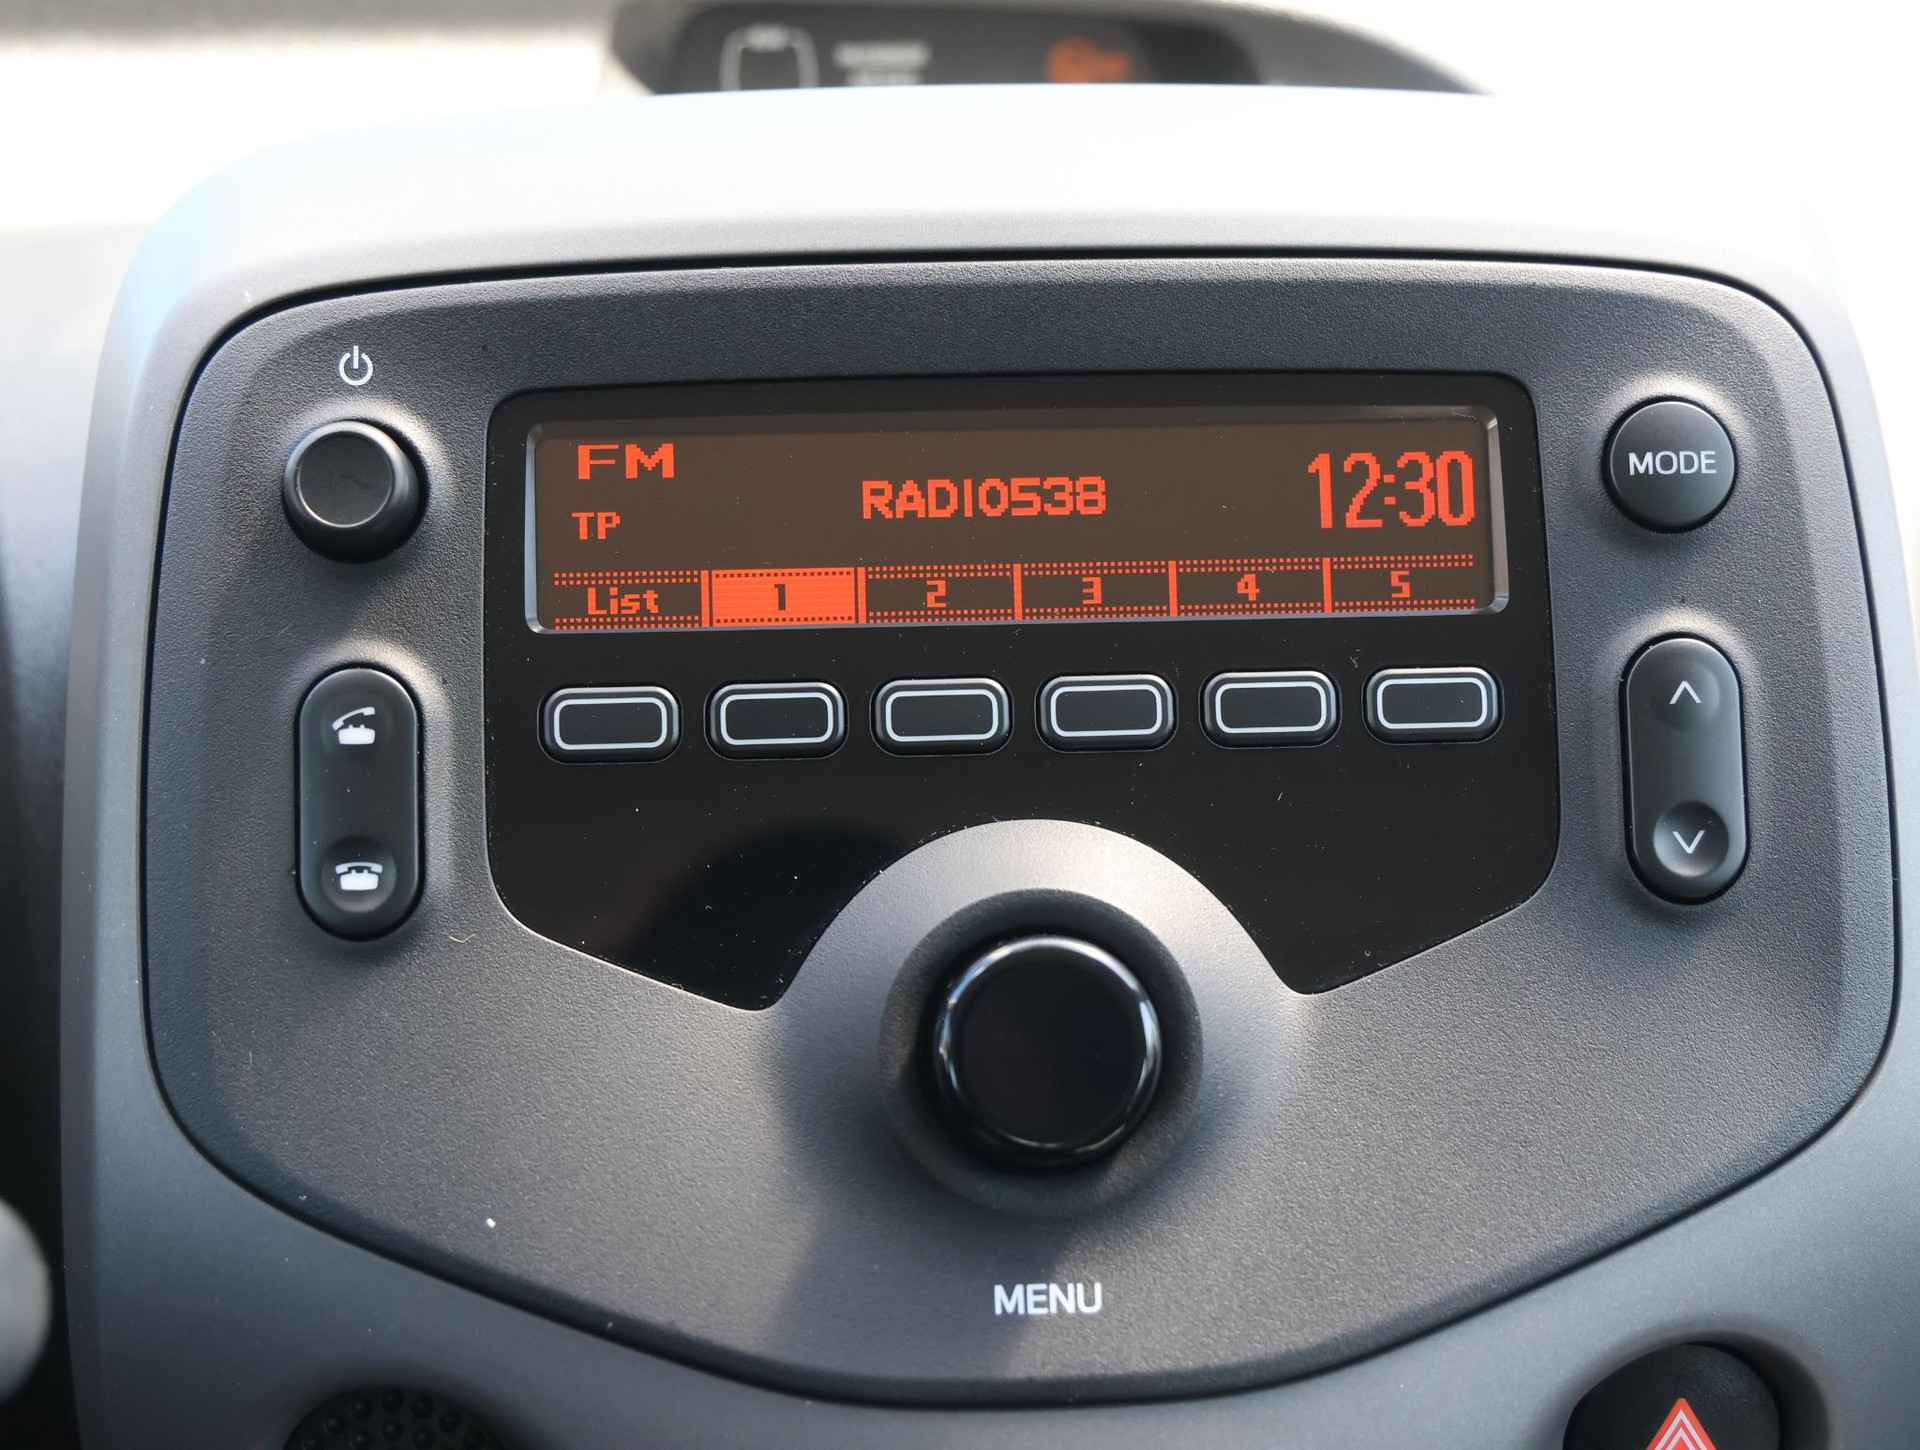 FM
RADIO538
12:30
TP
List 1 2 3 4 5
MODE
MENU